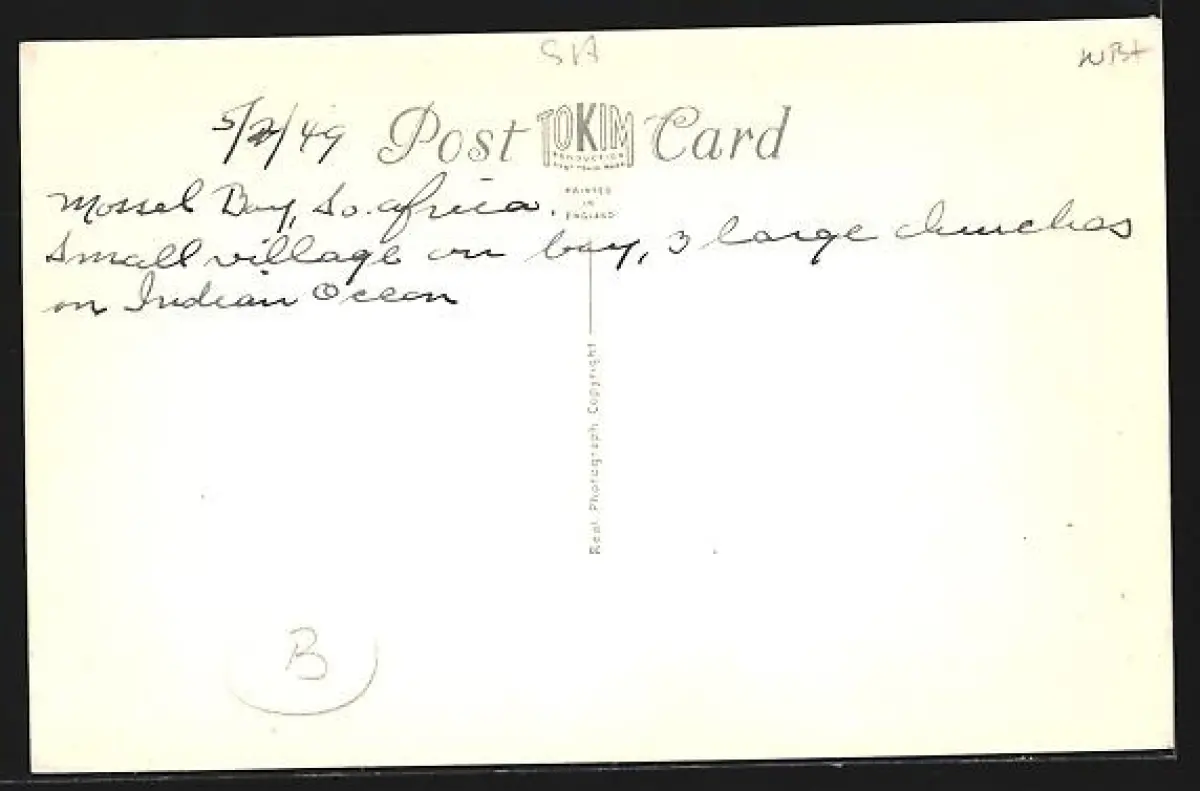 SA
WB+
5/2/49 Post TOKIM Card
PRODUCTION
Mossel Bay, So. africa.
PRINTED
IN
ENGLAND
Small village on bay, 3 large churches
on Indian Ocean
Real Photograph Copyright
B